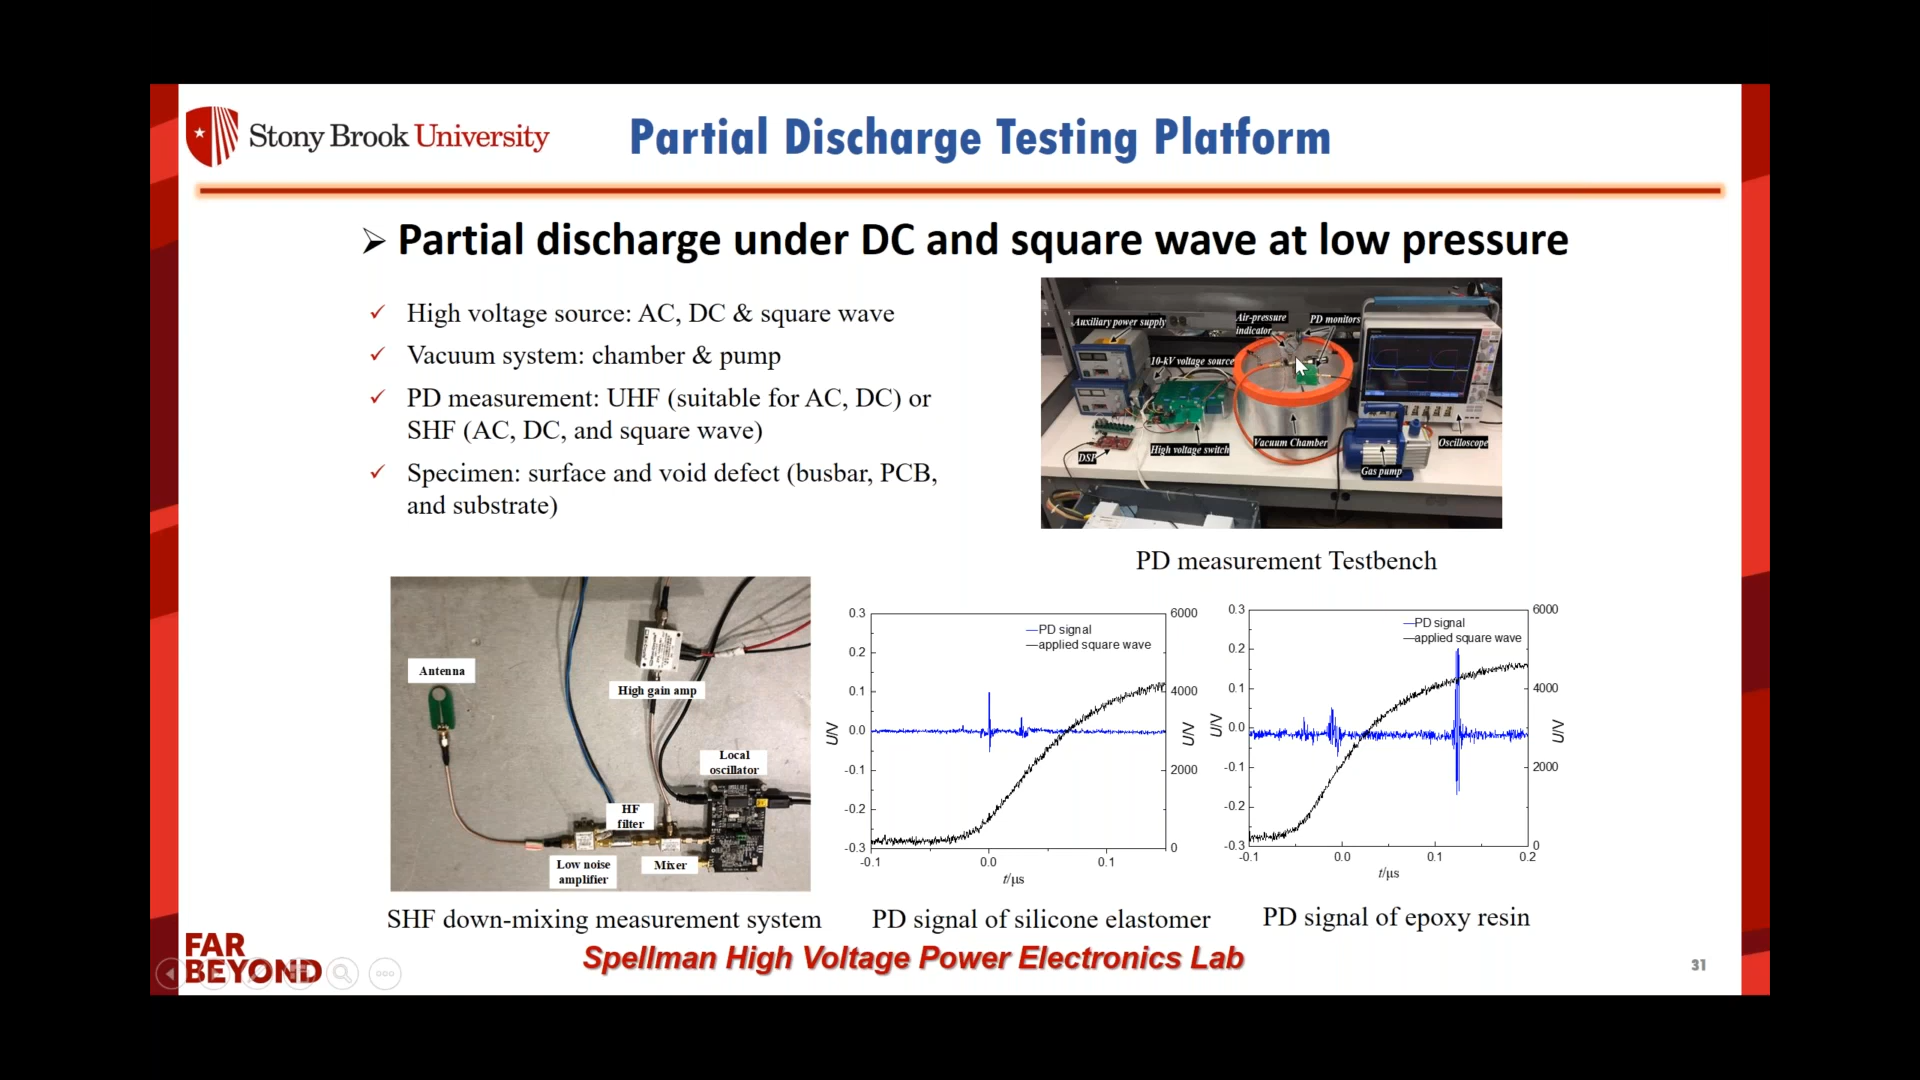 Stony Brook University
Partial Discharge Testing Platform
➢ Partial discharge under DC and square wave at low pressure
✓ High voltage source: AC, DC & square wave
✓ Vacuum system: chamber & pump
✓ PD measurement: UHF (suitable for AC, DC) or
SHF (AC, DC, and square wave)
✓ Specimen: surface and void defect (busbar, PCB,
and substrate)
Auxiliary power supply
Air-pressure
indicator
PD monitors
10-kV voltage source
DSP
High voltage switch
Vacuum Chamber
Gas pump
Oscilloscope
PD measurement Testbench
Antenna
High gain amp
Local
oscillator
HF
filter
Low noise
amplifier
Mixer
SHF down-mixing measurement system
0.3
0.2
0.1
0.0
-0.1
-0.2
-0.3
U/V
PD signal
applied square wave
6000
4000
2000
0
U/V
-0.1
0.0
0.1
t/μs
PD signal of silicone elastomer
0.3
0.2
0.1
0.0
-0.1
-0.2
-0.3
U/V
PD signal
applied square wave
6000
4000
2000
0
U/V
-0.1
0.0
0.1
0.2
t/μs
PD signal of epoxy resin
FAR
BEYOND
Spellman High Voltage Power Electronics Lab
31